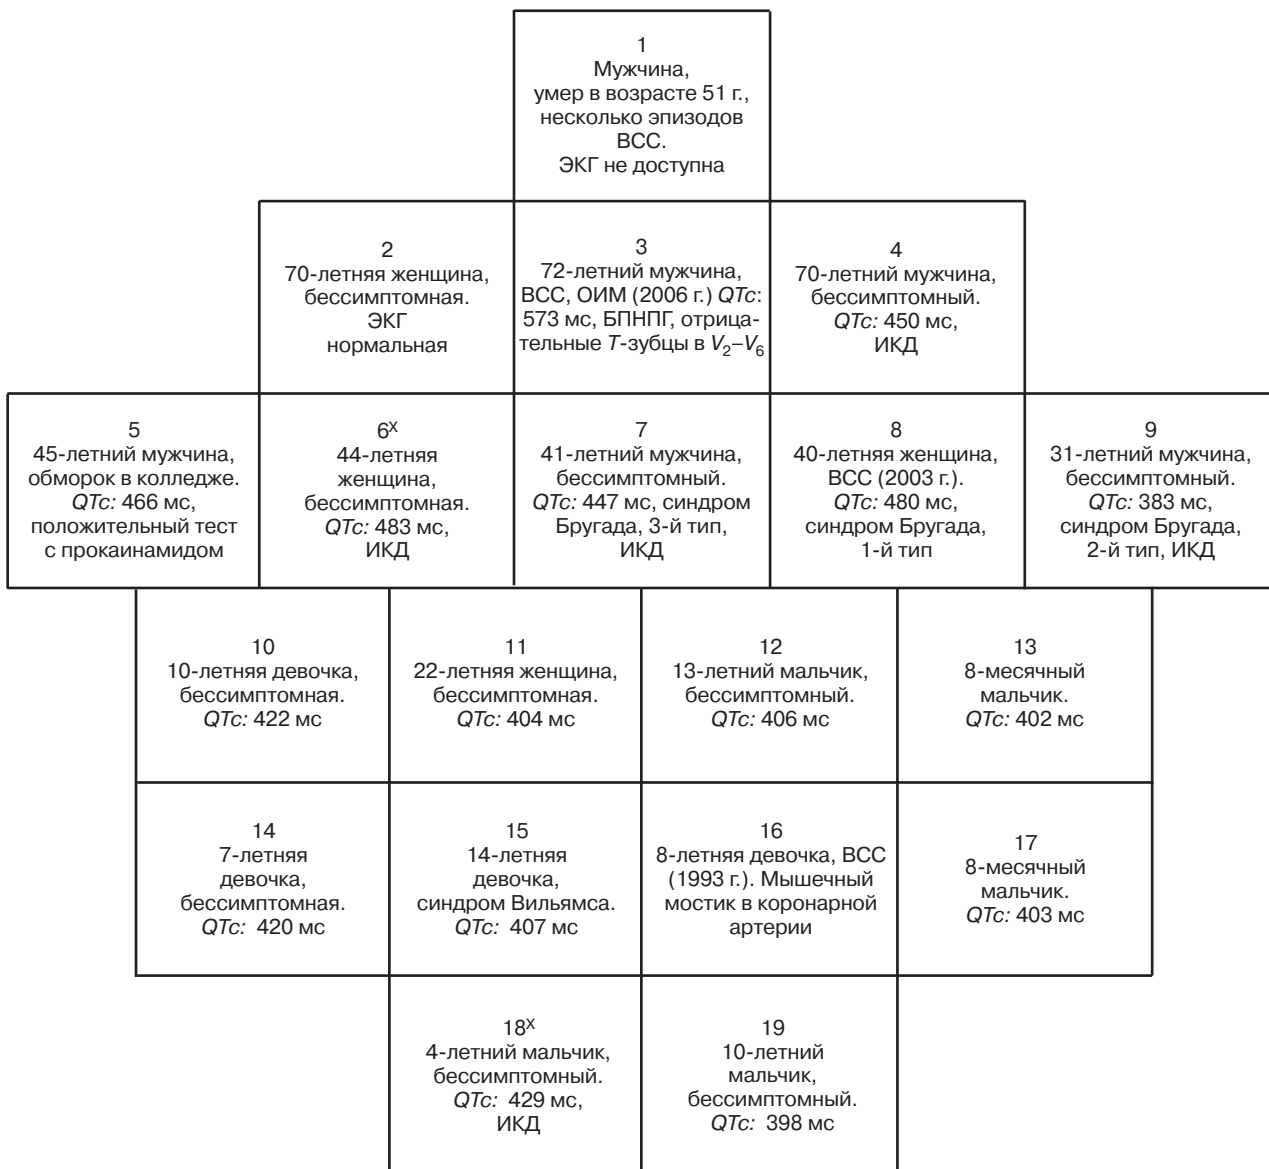 1
Мужчина,
умер в возрасте 51 г.,
несколько эпизодов
ВСС.
ЭКГ не доступна
2
70-летняя женщина,
бессимптомная.
ЭКГ
нормальная
3
72-летний мужчина,
ВСС, ОИМ (2006 г.) QTc:
573 мс, БПНПГ, отрица-
тельные T-зубцы в V₂–V₆
4
70-летний мужчина,
бессимптомный.
QTc: 450 мс,
ИКД
5
45-летний мужчина,
обморок в колледже.
QTc: 466 мс,
положительный тест
с прокаинамидом
6ˣ
44-летняя
женщина,
бессимптомная.
QTc: 483 мс,
ИКД
7
41-летний мужчина,
бессимптомный.
QTc: 447 мс, синдром
Бругада, 3-й тип,
ИКД
8
40-летняя женщина,
ВСС (2003 г.).
QTc: 480 мс,
синдром Бругада,
1-й тип
9
31-летний мужчина,
бессимптомный.
QTc: 383 мс,
синдром Бругада,
2-й тип, ИКД
10
10-летняя девочка,
бессимптомная.
QTc: 422 мс
11
22-летняя женщина,
бессимптомная.
QTc: 404 мс
12
13-летний мальчик,
бессимптомный.
QTc: 406 мс
13
8-месячный
мальчик.
QTc: 402 мс
14
7-летняя
девочка,
бессимптомная.
QTc: 420 мс
15
14-летняя
девочка,
синдром Вильямса.
QTc: 407 мс
16
8-летняя девочка, ВСС
(1993 г.). Мышечный
мостик в коронарной
артерии
17
8-месячный
мальчик.
QTc: 403 мс
18ˣ
4-летний мальчик,
бессимптомный.
QTc: 429 мс,
ИКД
19
10-летний
мальчик,
бессимптомный.
QTc: 398 мс